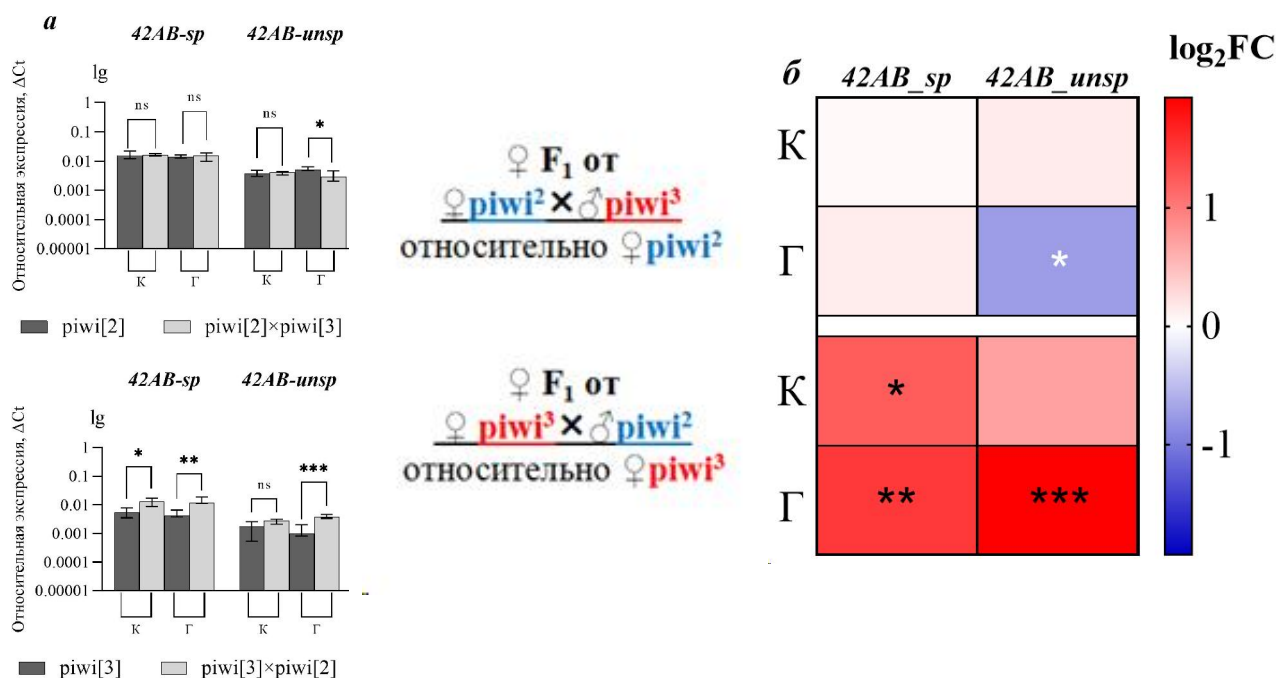 а
42AB-sp 42AB-unsp
Относительная экспрессия, ΔCt
lg
1
0.1
0.01
0.001
0.0001
0.00001
ns ns ns *
К Г К Г
piwi[2] piwi[2]×piwi[3]
42AB-sp 42AB-unsp
Относительная экспрессия, ΔCt
lg
1
0.1
0.01
0.001
0.0001
0.00001
* ** ns ***
К Г К Г
piwi[3] piwi[3]×piwi[2]
♀ F₁ от
♀piwi²×♂piwi³
относительно ♀piwi²
♀ F₁ от
♀ piwi³×♂piwi²
относительно ♀piwi³
б
42AB_sp 42AB_unsp
log₂FC
К
Г *
К *
Г ** ***
1
0
-1